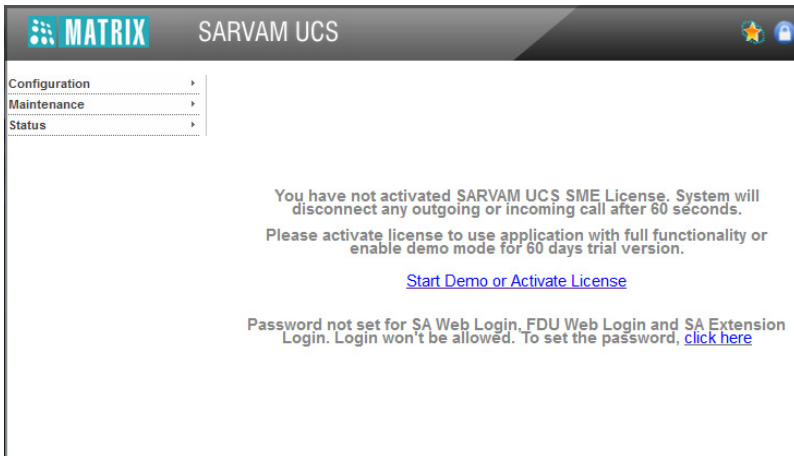 MATRIX SARVAM UCS
Configuration
Maintenance
Status
You have not activated SARVAM UCS SME License. System will
disconnect any outgoing or incoming call after 60 seconds.
Please activate license to use application with full functionality or
enable demo mode for 60 days trial version.
Start Demo or Activate License
Password not set for SA Web Login, FDU Web Login and SA Extension
Login. Login won't be allowed. To set the password, click here